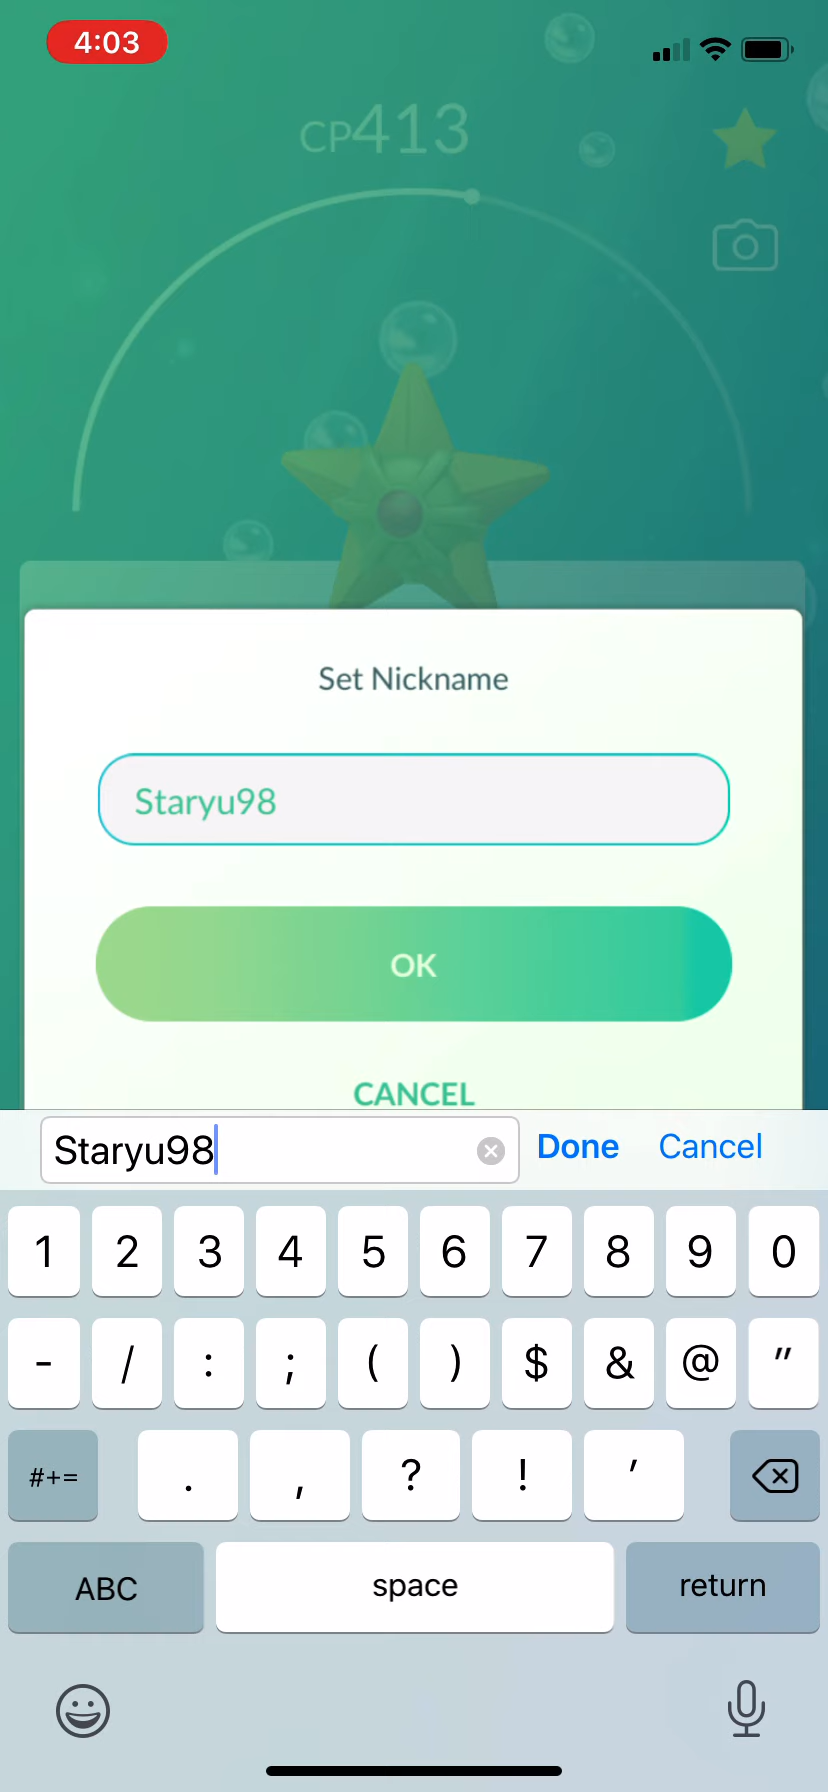 4:03
CP413
Set Nickname
Staryu98
OK
CANCEL
Staryu98 Done Cancel
1 2 3 4 5 6 7 8 9 0
- / : ; ( ) $ & @ "
#+= . , ? ! '
ABC space return